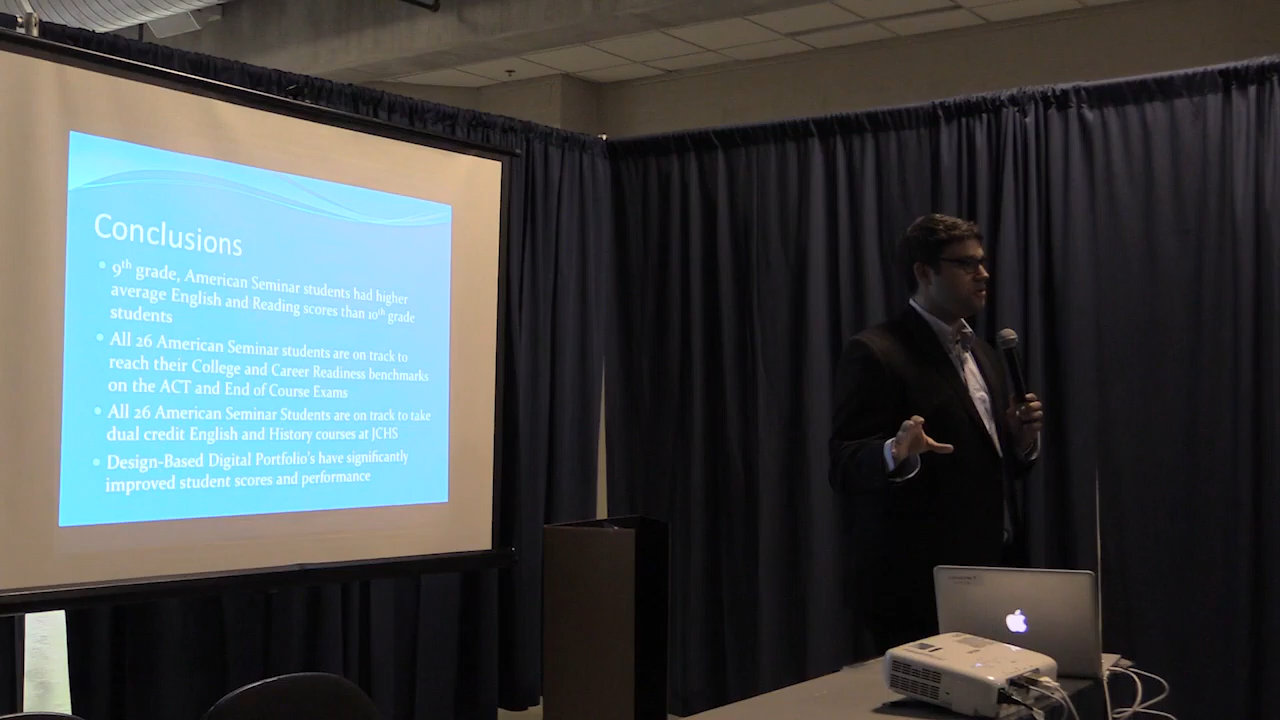 Conclusions
• 9th grade, American Seminar students had higher
average English and Reading scores than 10th grade
students
• All 26 American Seminar students are on track to
reach their College and Career Readiness benchmarks
on the ACT and End of Course Exams
• All 26 American Seminar Students are on track to take
dual credit English and History courses at JCHS
• Design-Based Digital Portfolio's have significantly
improved student scores and performance